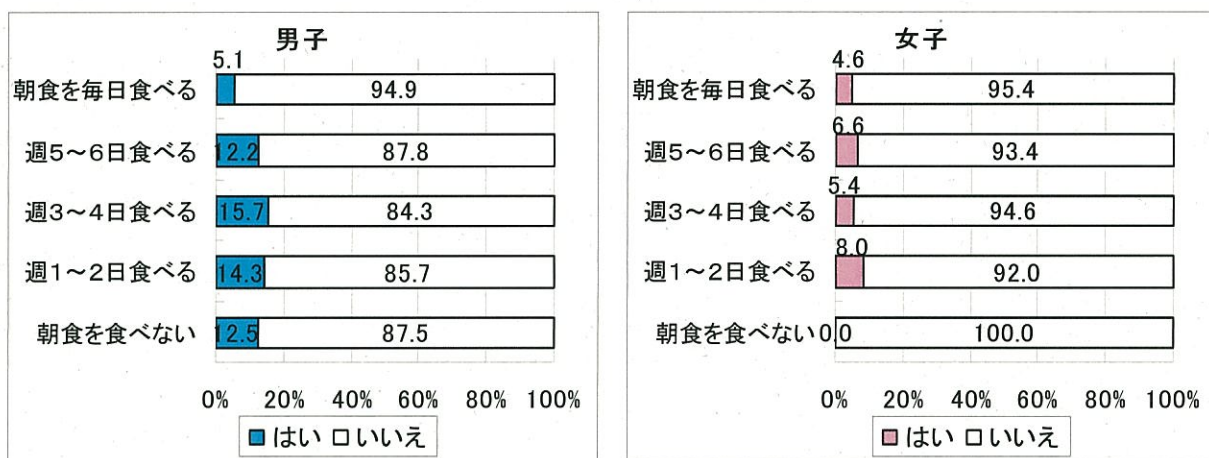 男子
5.1
朝食を毎日食べる 94.9
週5～6日食べる 12.2 87.8
週3～4日食べる 15.7 84.3
週1～2日食べる 14.3 85.7
朝食を食べない 12.5 87.5
0% 20% 40% 60% 80% 100%
はい いいえ
女子
4.6
朝食を毎日食べる 95.4
6.6
週5～6日食べる 93.4
5.4
週3～4日食べる 94.6
8.0
週1～2日食べる 92.0
朝食を食べない 0.0 100.0
0% 20% 40% 60% 80% 100%
はい いいえ